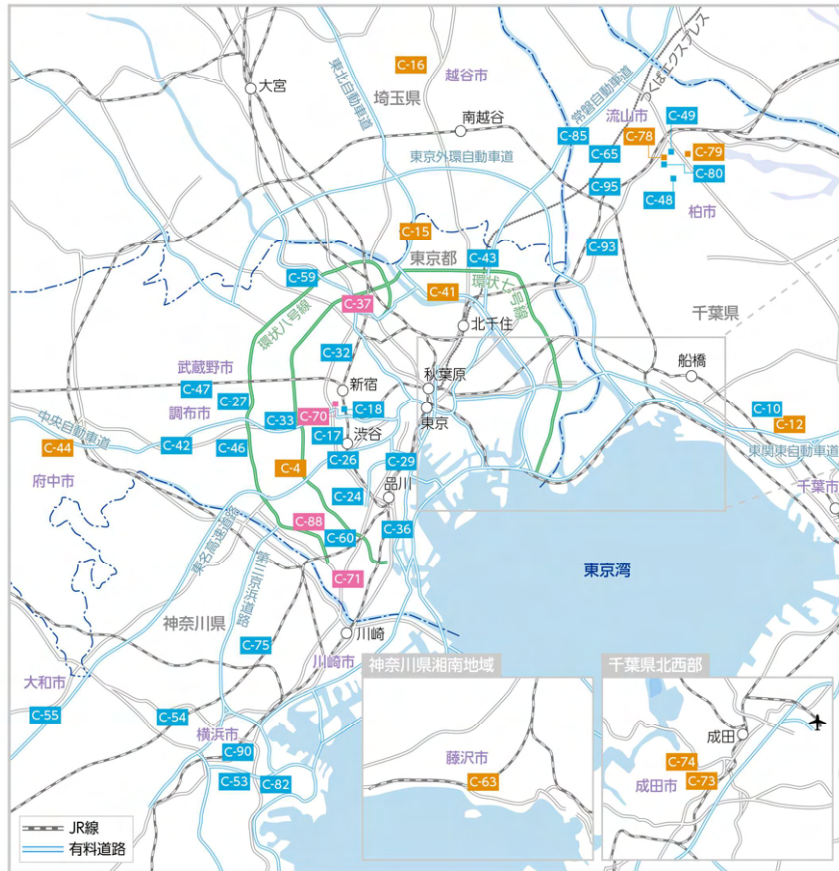 C-16
越谷市
埼玉県
大宮
東北自動車道
南越谷
常磐自動車道
つくばエクスプレス
流山市
C-49
C-85
C-78
C-65
C-79
C-80
C-95
C-48
柏市
東京外環自動車道
C-15
東京都
C-43
C-93
C-59
C-41
環状七号線
C-37
環状八号線
北千住
千葉県
C-32
武蔵野市
C-47
C-27
新宿
秋葉原
船橋
調布市
C-70
C-18
東京
C-10
C-12
中央自動車道
C-33
C-17
渋谷
C-44
C-42
C-46
C-26
C-29
東関東自動車道
府中市
C-4
C-24
品川
千葉市
C-88
C-60
C-36
東名高速道路
第三京浜道路
C-71
東京湾
神奈川県
川崎
C-75
川崎市
神奈川県湘南地域
千葉県北西部
大和市
C-55
C-54
横浜市
C-90
C-53
C-82
藤沢市
C-63
成田
C-74
成田市
C-73
JR線
有料道路